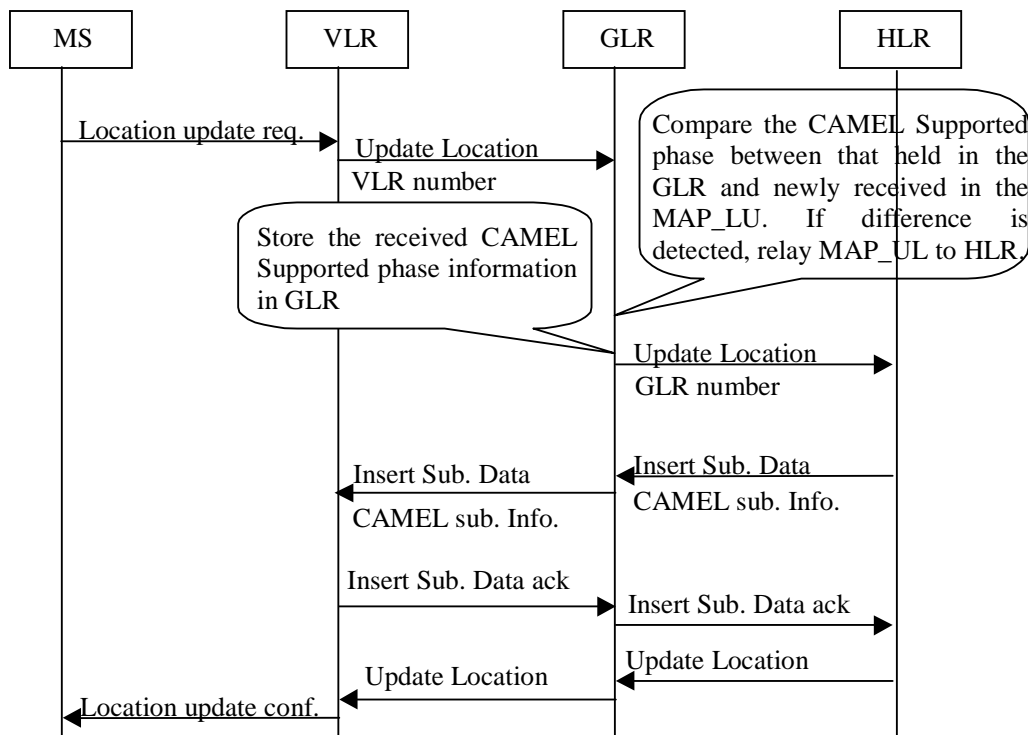 MS
VLR
GLR
HLR
Location update req.
Update Location
VLR number
Compare the CAMEL Supported
phase between that held in the
GLR and newly received in the
MAP_LU. If difference is
detected, relay MAP_UL to HLR.
Store the received CAMEL
Supported phase information
in GLR
Update Location
GLR number
Insert Sub. Data
CAMEL sub. Info.
Insert Sub. Data
CAMEL sub. Info.
Insert Sub. Data ack
Insert Sub. Data ack
Update Location
Update Location
Location update conf.